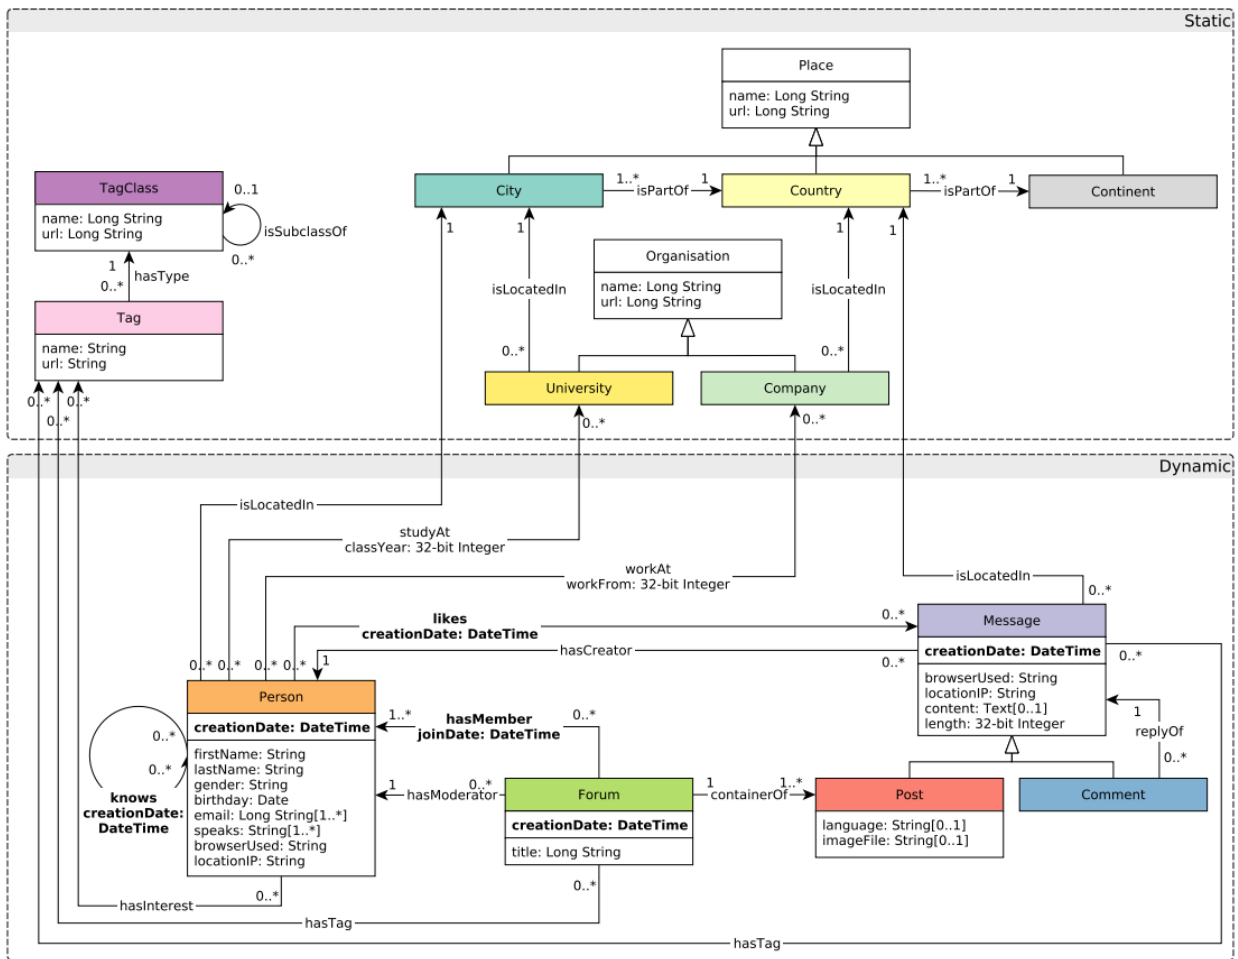 Static
Place
name: Long String
url: Long String
TagClass
name: Long String
url: Long String
0..1
isSubclassOf
0..*
City
1..*
isPartOf
1
Country
1..*
isPartOf
1
Continent
1
1
1
1
1
hasType
0..*
Organisation
name: Long String
url: Long String
isLocatedIn
isLocatedIn
Tag
name: String
url: String
0..*
0..*
University
Company
0..*
0..*
0..*
0..*
0..*
Dynamic
isLocatedIn
studyAt
classYear: 32-bit Integer
workAt
workFrom: 32-bit Integer
isLocatedIn
0..*
likes
creationDate: DateTime
0..*
Message
creationDate: DateTime
browserUsed: String
locationIP: String
content: Text[0..1]
length: 32-bit Integer
hasCreator
0..*
0..*
0..*
0..*
0..*
0..*
1
Person
creationDate: DateTime
firstName: String
lastName: String
gender: String
birthday: Date
email: Long String[1..*]
speaks: String[1..*]
browserUsed: String
locationIP: String
1..*
hasMember
joinDate: DateTime
0..*
1
replyOf
0..*
0..*
0..*
knows
creationDate:
DateTime
1
hasModerator
0..*
Forum
creationDate: DateTime
title: Long String
1
containerOf
1..*
Post
language: String[0..1]
imageFile: String[0..1]
Comment
0..*
0..*
hasInterest
hasTag
hasTag